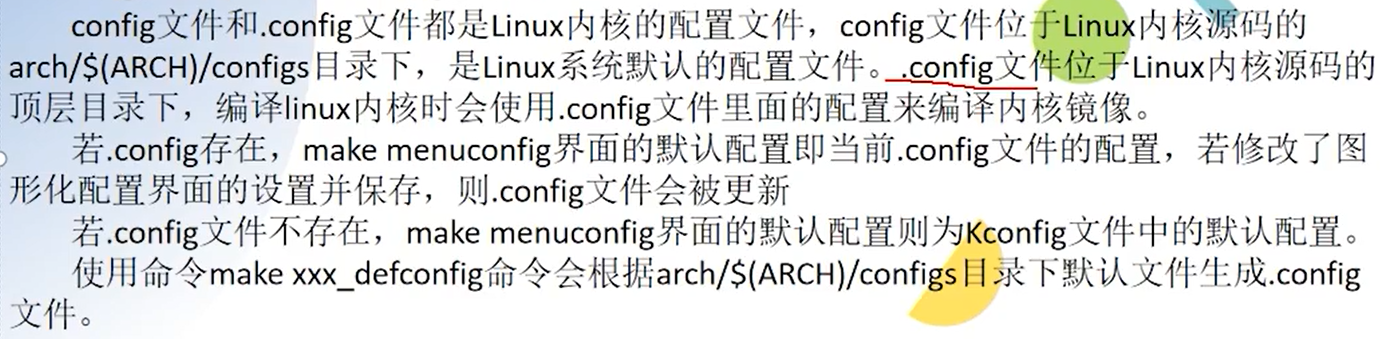 config文件和.config文件都是Linux内核的配置文件，config文件位于Linux内核源码的
arch/$(ARCH)/configs目录下，是Linux系统默认的配置文件。.config文件位于Linux内核源码的
顶层目录下，编译linux内核时会使用.config文件里面的配置来编译内核镜像。
若.config存在，make menuconfig界面的默认配置即当前.config文件的配置，若修改了图
形化配置界面的设置并保存，则.config文件会被更新
若.config文件不存在，make menuconfig界面的默认配置则为Kconfig文件中的默认配置。
使用命令make xxx_defconfig命令会根据arch/$(ARCH)/configs目录下默认文件生成.config
文件。